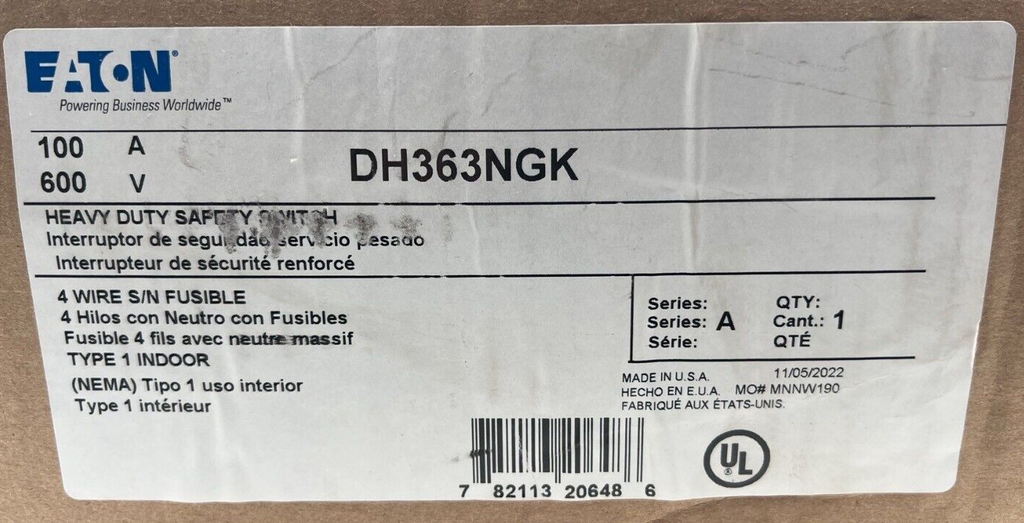 EATON®
Powering Business Worldwide™
100 A
600 V
DH363NGK
HEAVY DUTY SAFETY SWITCH
Interruptor de seguridad servicio pesado
Interrupteur de sécurité renforcé
4 WIRE S/N FUSIBLE
4 Hilos con Neutro con Fusibles
Fusible 4 fils avec neutre massif
TYPE 1 INDOOR
(NEMA) Tipo 1 uso interior
Type 1 intérieur
Series: QTY:
Series: A Cant.: 1
Série: QTÉ
MADE IN U.S.A. 11/05/2022
HECHO EN E.U.A. MO# MNNW190
FABRIQUÉ AUX ÉTATS-UNIS.
7 82113 20648 6
UL